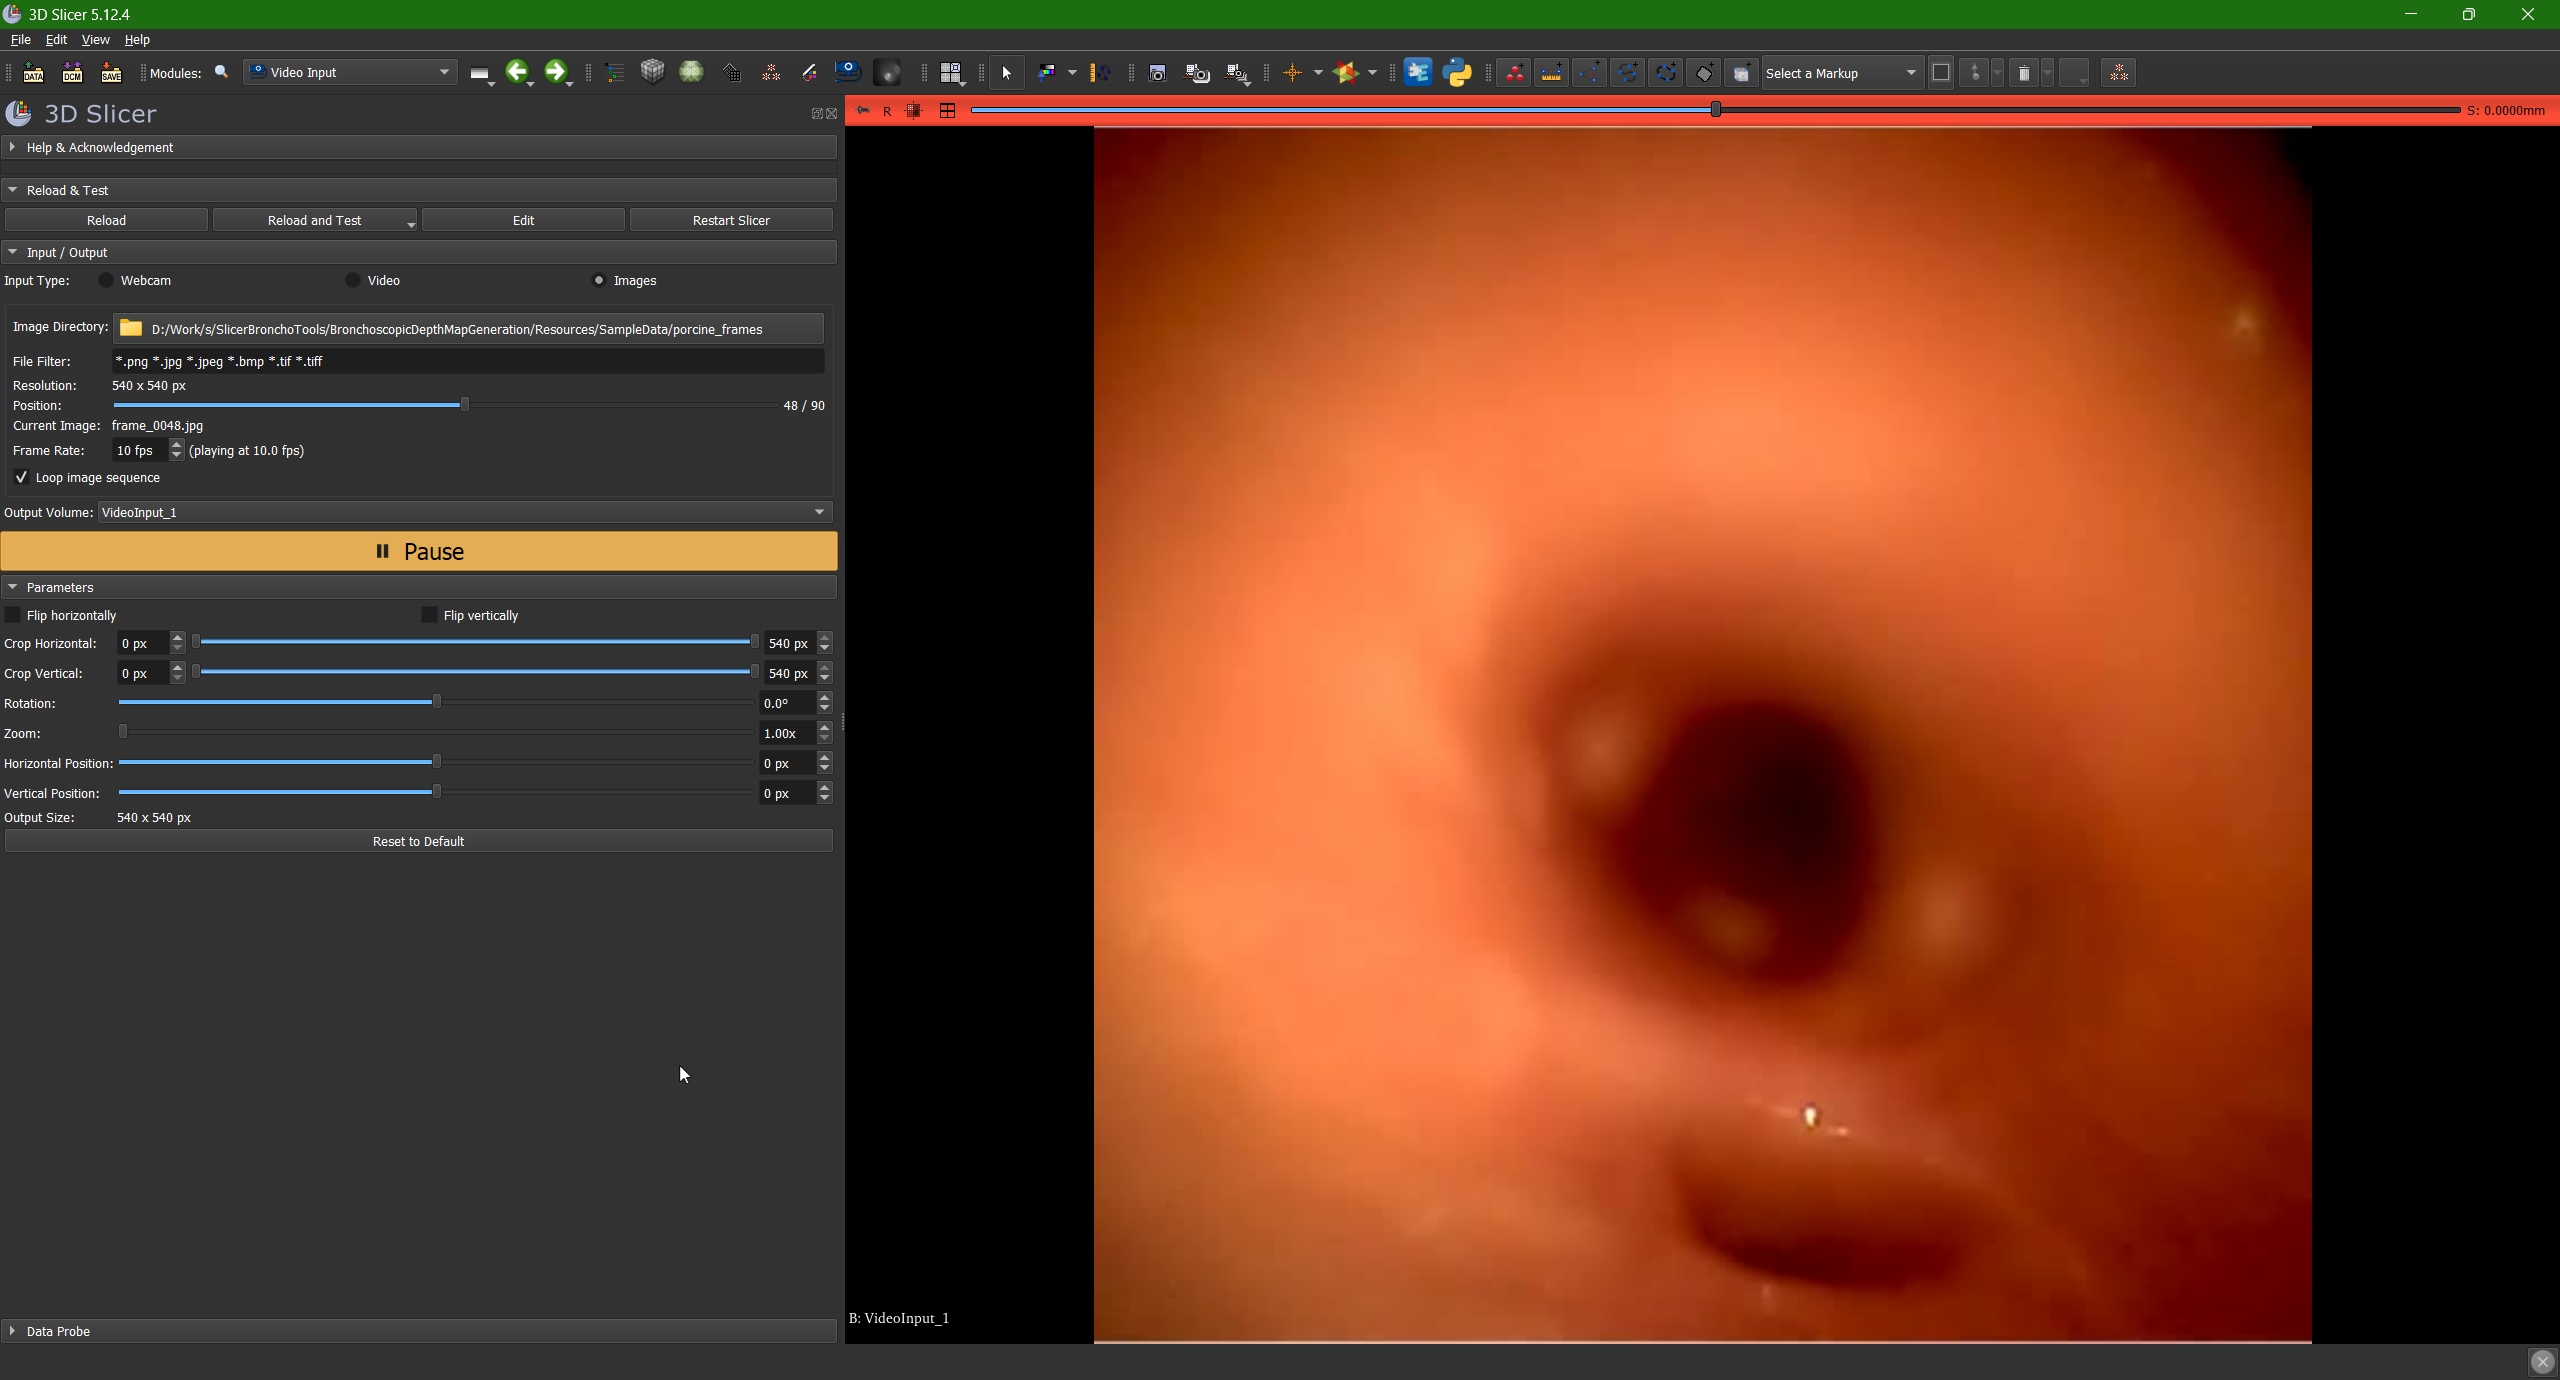 3D Slicer 5.12.4
File Edit View Help
DATA DCM SAVE Modules: Video Input Select a Markup
3D Slicer
R S: 0.0000mm
Help & Acknowledgement
Reload & Test
Reload Reload and Test Edit Restart Slicer
Input / Output
Input Type: Webcam Video Images
Image Directory: D:/Work/s/SlicerBronchoTools/BronchoscopicDepthMapGeneration/Resources/SampleData/porcine_frames
File Filter: *.png *.jpg *.jpeg *.bmp *.tif *.tiff
Resolution: 540 x 540 px
Position: 48 / 90
Current Image: frame_0048.jpg
Frame Rate: 10 fps (playing at 10.0 fps)
Loop image sequence
Output Volume: VideoInput_1
Pause
Parameters
Flip horizontally Flip vertically
Crop Horizontal: 0 px 540 px
Crop Vertical: 0 px 540 px
Rotation: 0.0°
Zoom: 1.00x
Horizontal Position: 0 px
Vertical Position: 0 px
Output Size: 540 x 540 px
Reset to Default
B: VideoInput_1
Data Probe